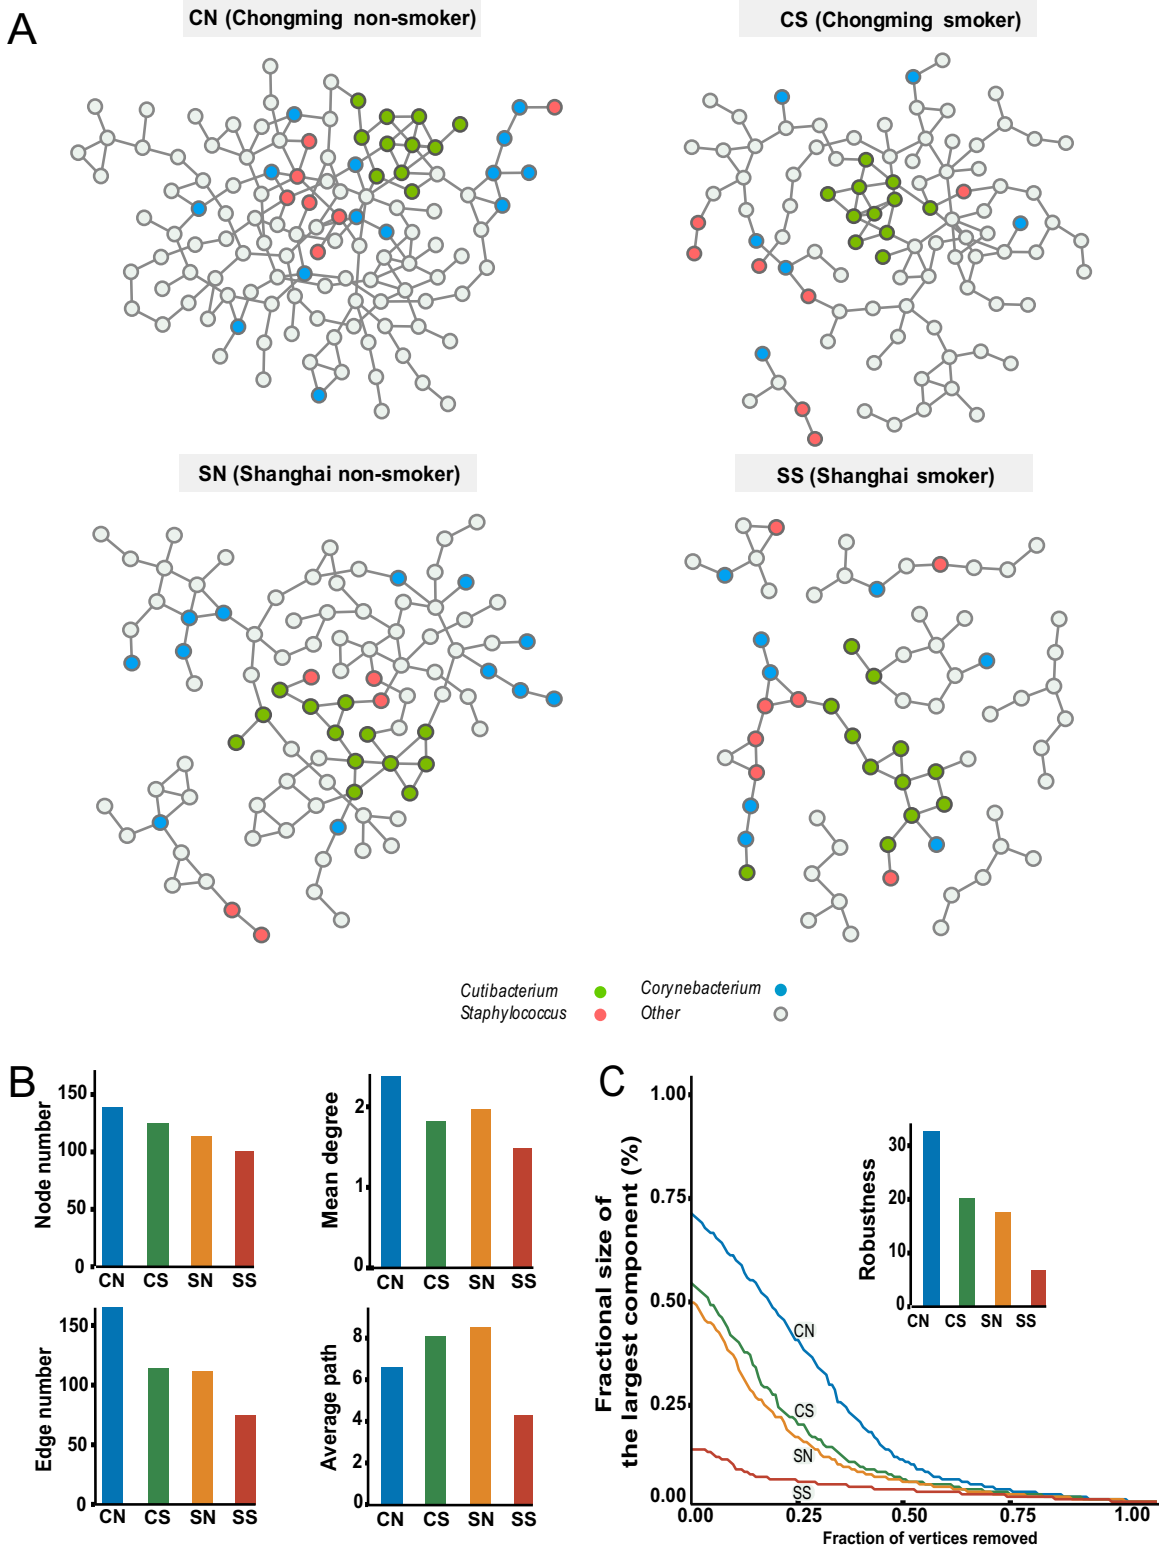 A
CN (Chongming non-smoker)
CS (Chongming smoker)
SN (Shanghai non-smoker)
SS (Shanghai smoker)
Cutibacterium
Corynebacterium
Staphylococcus
Other
B
Node number
150
100
50
0
CN CS SN SS
Mean degree
2
1
0
CN CS SN SS
Edge number
150
100
50
0
CN CS SN SS
Average path
8
6
4
2
0
CN CS SN SS
C
Fractional size of
the largest component (%)
1.00
0.75
0.50
0.25
0.00
CN
CS
SN
SS
0.00 0.25 0.50 0.75 1.00
Fraction of vertices removed
Robustness
30
20
10
0
CN CS SN SS